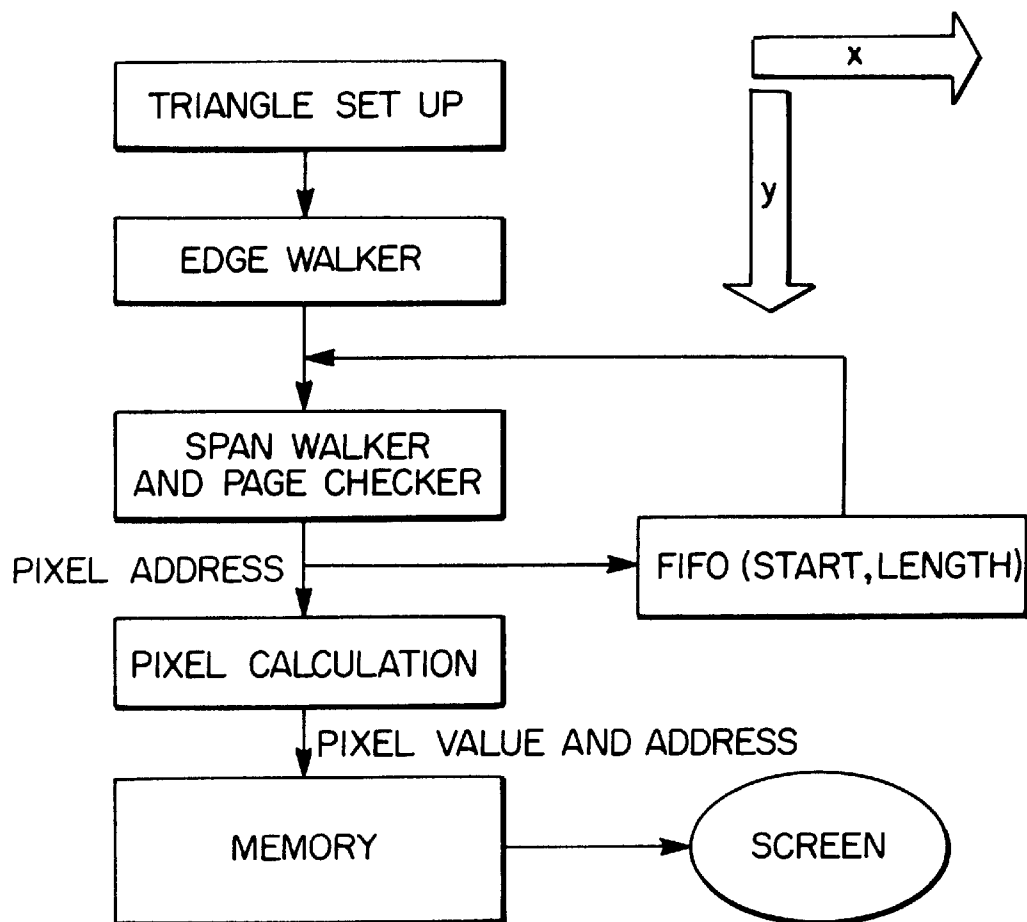 x
TRIANGLE SET UP
y
EDGE WALKER
SPAN WALKER
AND PAGE CHECKER
PIXEL ADDRESS
FIFO (START, LENGTH)
PIXEL CALCULATION
PIXEL VALUE AND ADDRESS
MEMORY
SCREEN